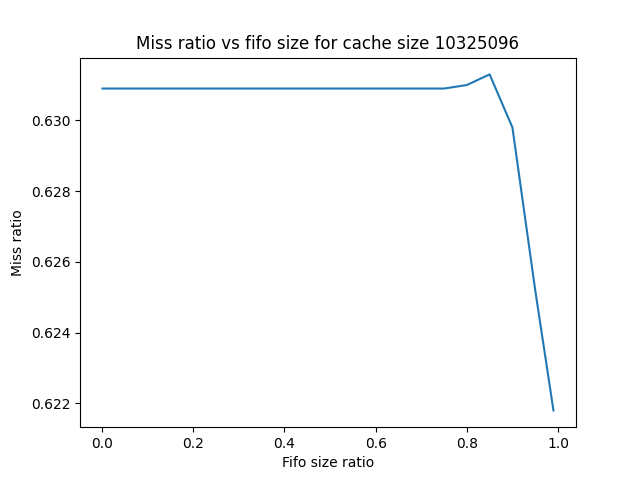 Miss ratio vs fifo size for cache size 10325096
0.630
0.628
0.626
0.624
0.622
Miss ratio
0.0 0.2 0.4 0.6 0.8 1.0
Fifo size ratio